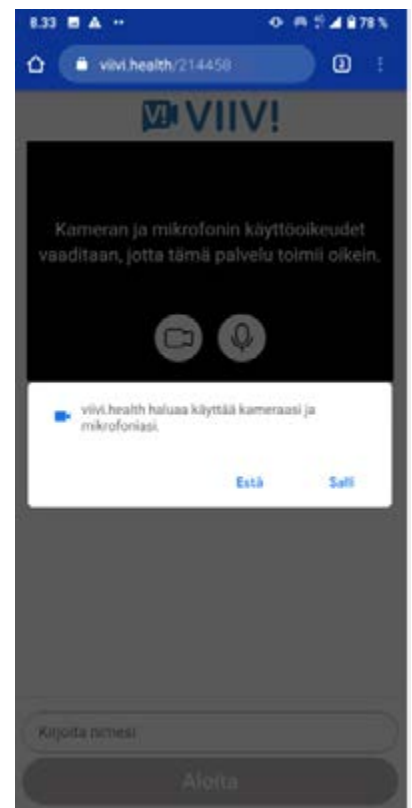 8.33
78 %
viivi.health/214458
VIIV!
Kameran ja mikrofonin käyttöoikeudet
vaaditaan, jotta tämä palvelu toimii oikein.
viivi.health haluaa käyttää kameraasi ja
mikrofoniasi.
Estä Salli
Kirjoita nimesi
Aloita